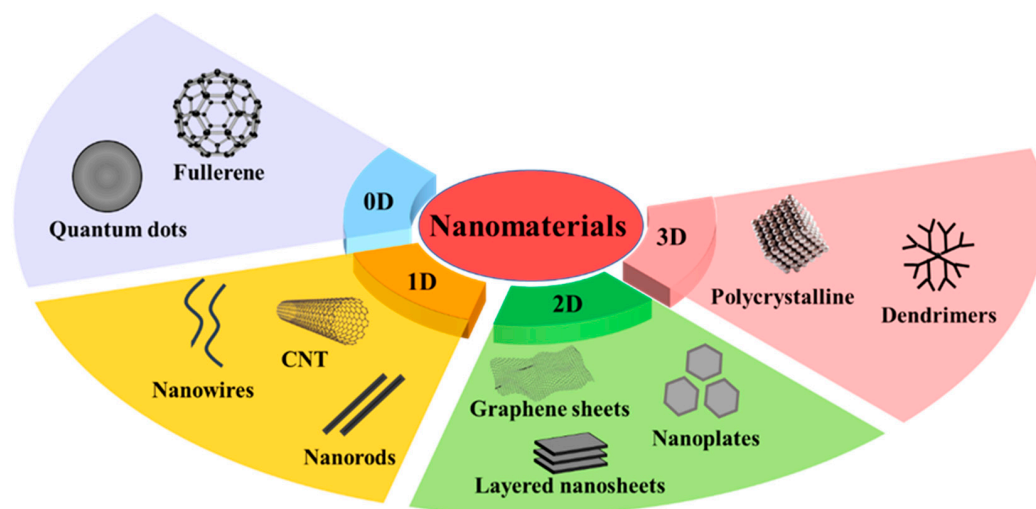 Nanomaterials
0D
Fullerene
Quantum dots
1D
Nanowires
CNT
Nanorods
2D
Graphene sheets
Nanoplates
Layered nanosheets
3D
Polycrystalline
Dendrimers